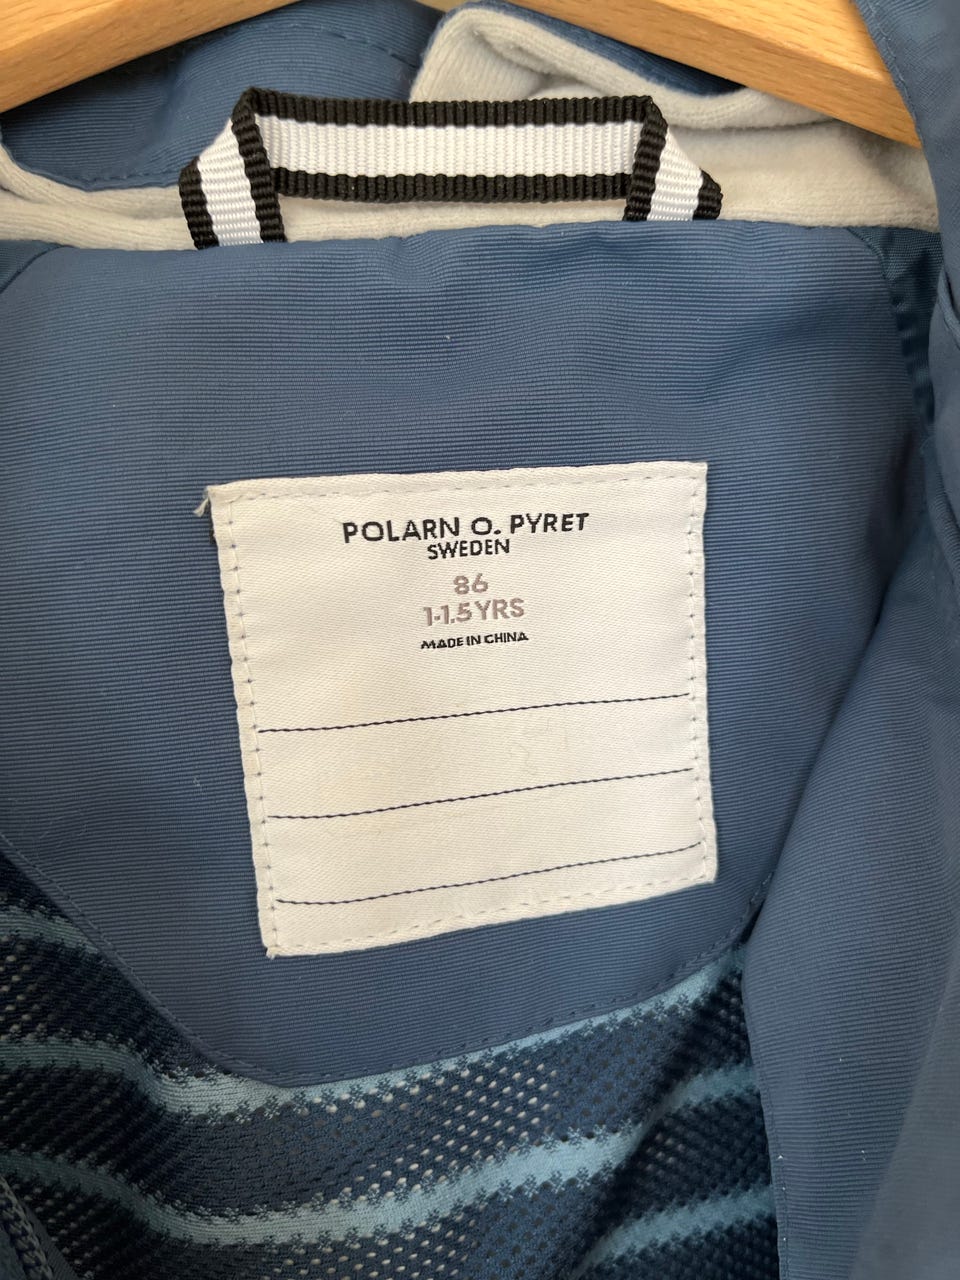 POLARN O. PYRET
SWEDEN
86
1-1.5 YRS
MADE IN CHINA